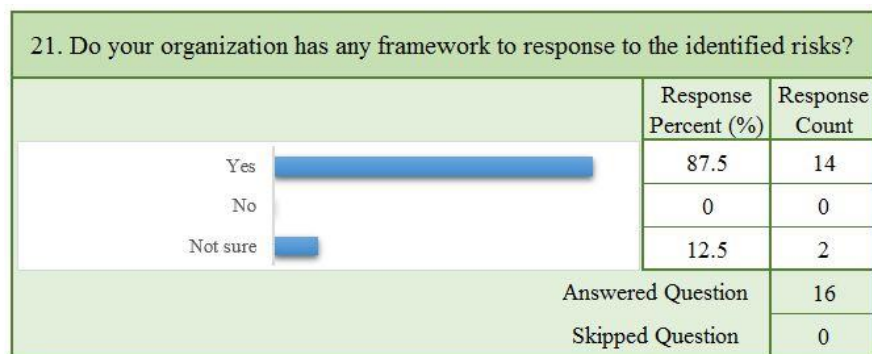 21. Do your organization has any framework to response to the identified risks?
Response Percent (%)
Response Count
Yes 87.5 14
No 0 0
Not sure 12.5 2
Answered Question 16
Skipped Question 0